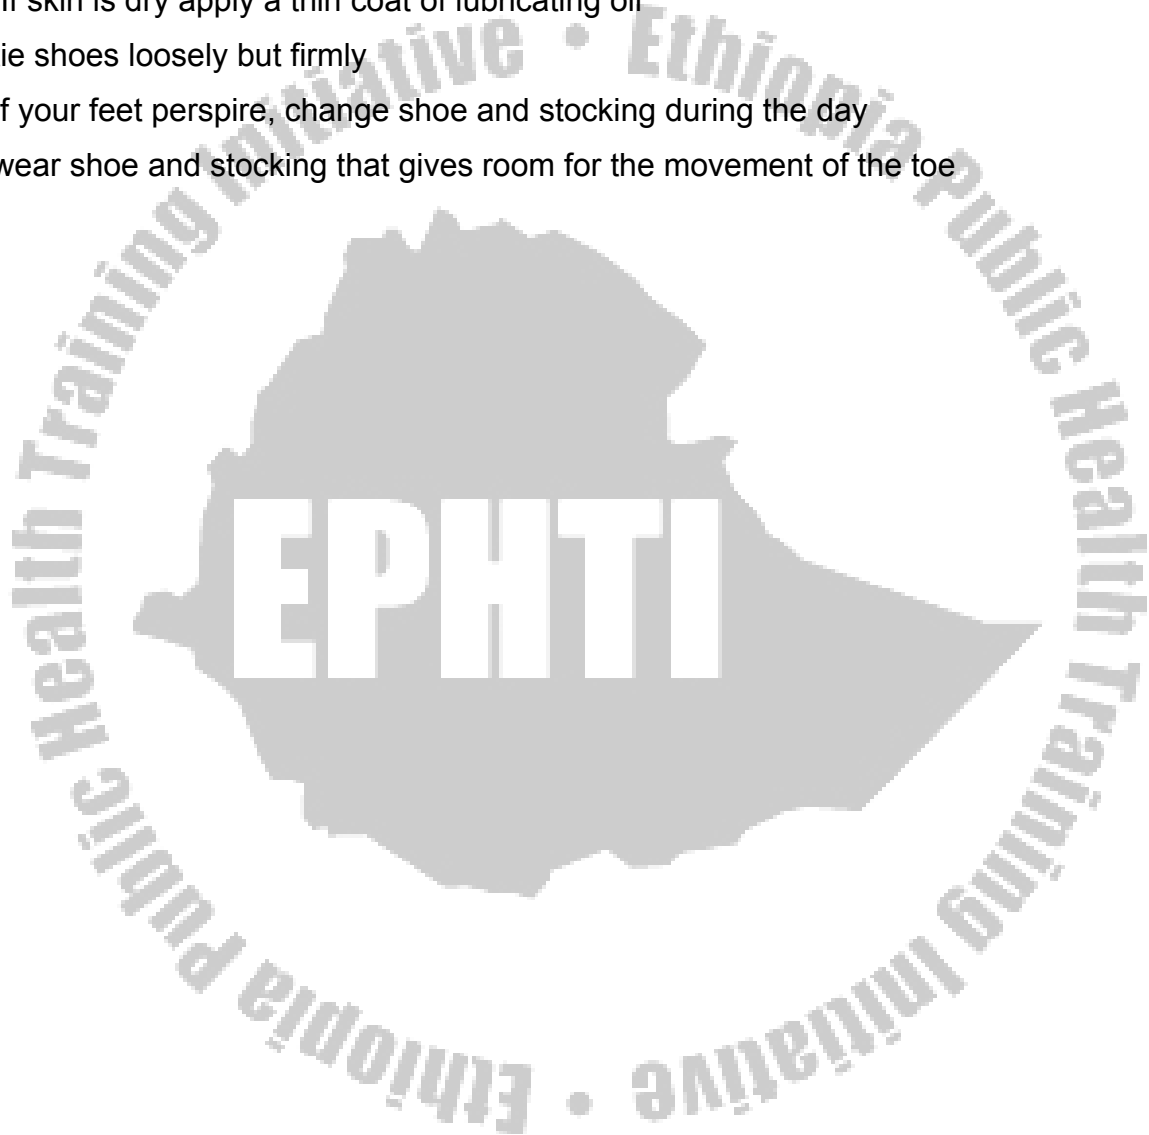 If skin is dry apply a thin coat of lubricating oil
ie shoes loosely but firmly
f your feet perspire, change shoe and stocking during the day
wear shoe and stocking that gives room for the movement of the toe
Ethiopia Public Health Training Initiative • Ethiopia Public Health Training Initiative •
EPHTI